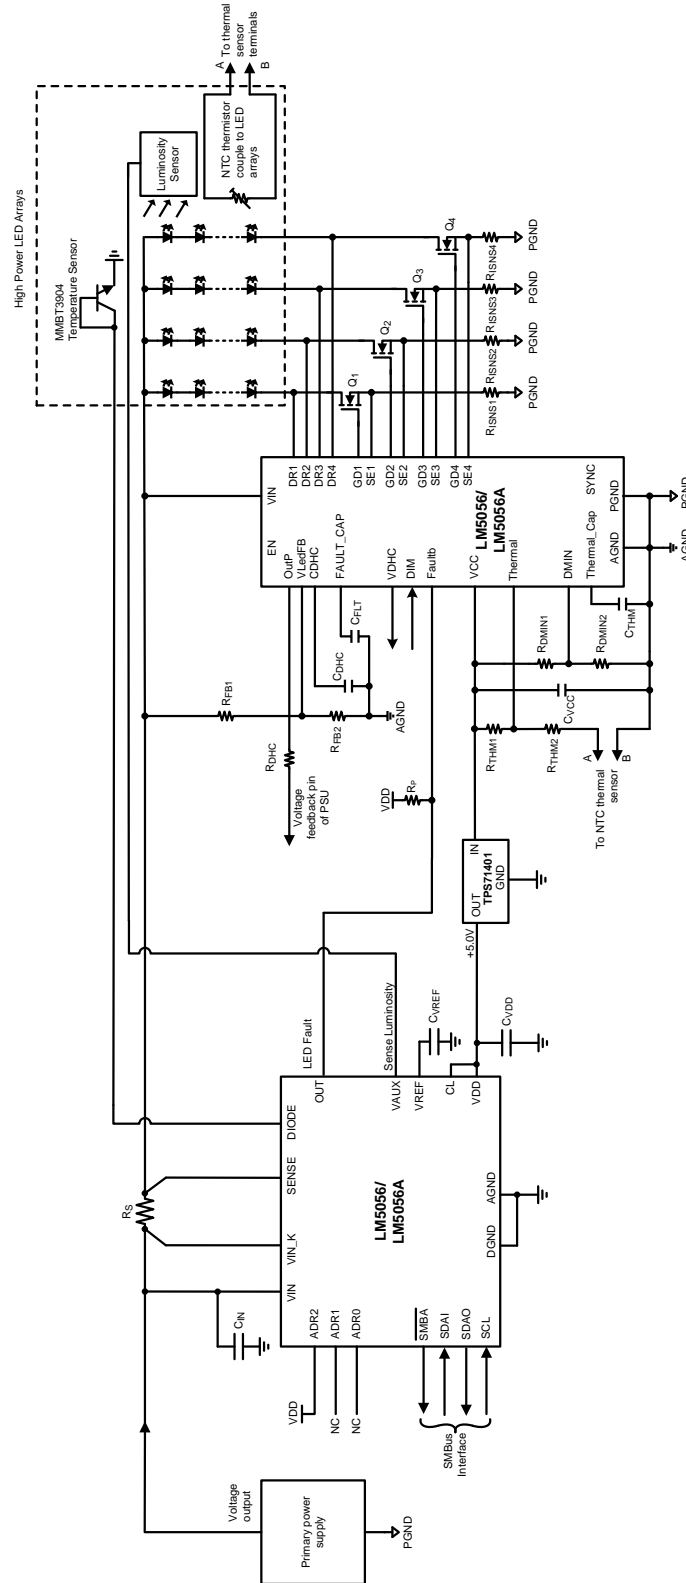 High Power LED Arrays
MMBT3904
Temperature Sensor
Luminosity
Sensor
NTC thermistor
couple to LED
arrays
A To thermal
sensor
B terminals
Q1
Q2
Q3
Q4
RISNS1
RISNS2
RISNS3
RISNS4
PGND
PGND
PGND
PGND
VIN
EN
DR1
DR2
DR3
DR4
GD1
SE1
GD2
SE2
GD3
SE3
GD4
SE4
OutP
VLedFB
CDHC
FAULT_CAP
VDHC
DIM
Faultb
VCC
Thermal
DMIN
Thermal_Cap
SYNC
PGND
AGND
LM5056/
LM5056A
PGND
AGND
RFB1
RFB2
RDHC
CDHC
CFLT
AGND
Voltage
feedback pin
of PSU
VDD
RP
RDMIN1
RDMIN2
CTHM
CVCC
RTHM1
RTHM2
A
B
To NTC thermal
sensor
IN
OUT
TPS71401
GND
+5.0V
CVDD
CVREF
LED Fault
Sense Luminosity
RS
DIODE
SENSE
VIN_K
VIN
OUT
VAUX
VREF
CL
VDD
AGND
DGND
LM5056/
LM5056A
ADR2
ADR1
ADR0
SMBA
SDAI
SDAO
SCL
CIN
VDD
NC
NC
SMBus
Interface
Voltage
output
Primary power
supply
PGND